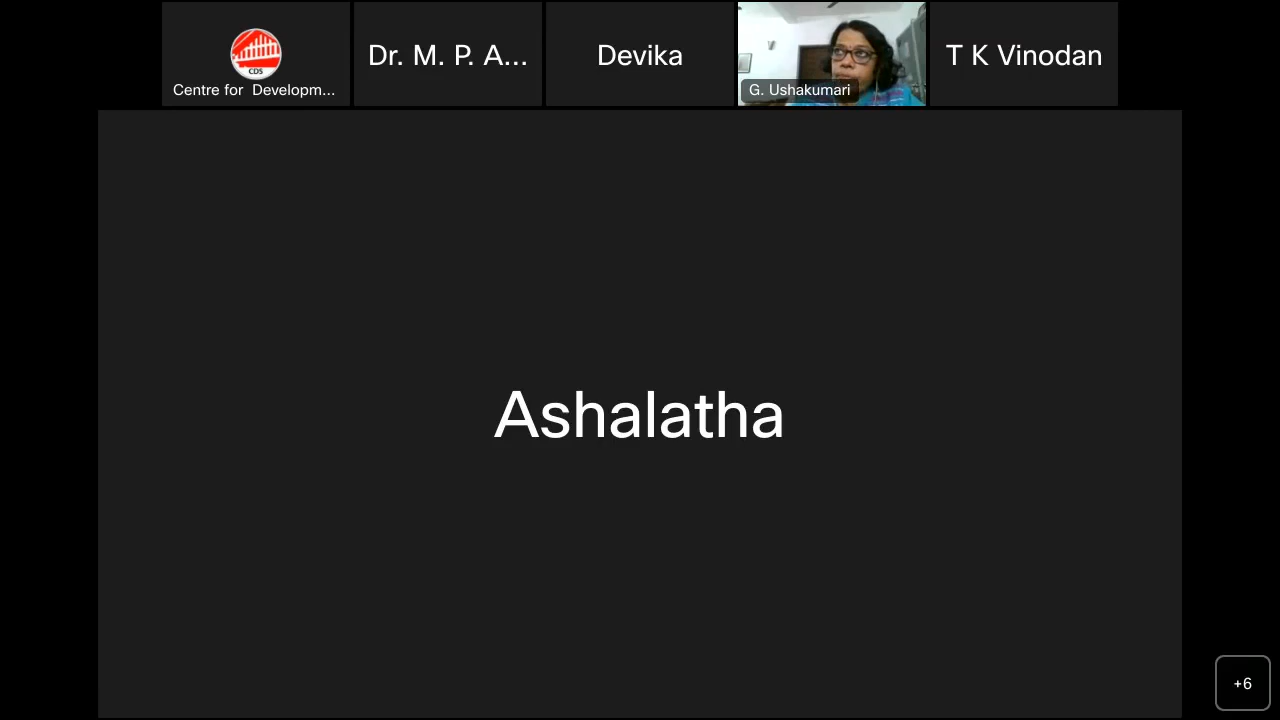 CDS
Centre for Developm...
Dr. M. P. A...
Devika
G. Ushakumari
T K Vinodan
Ashalatha
+6